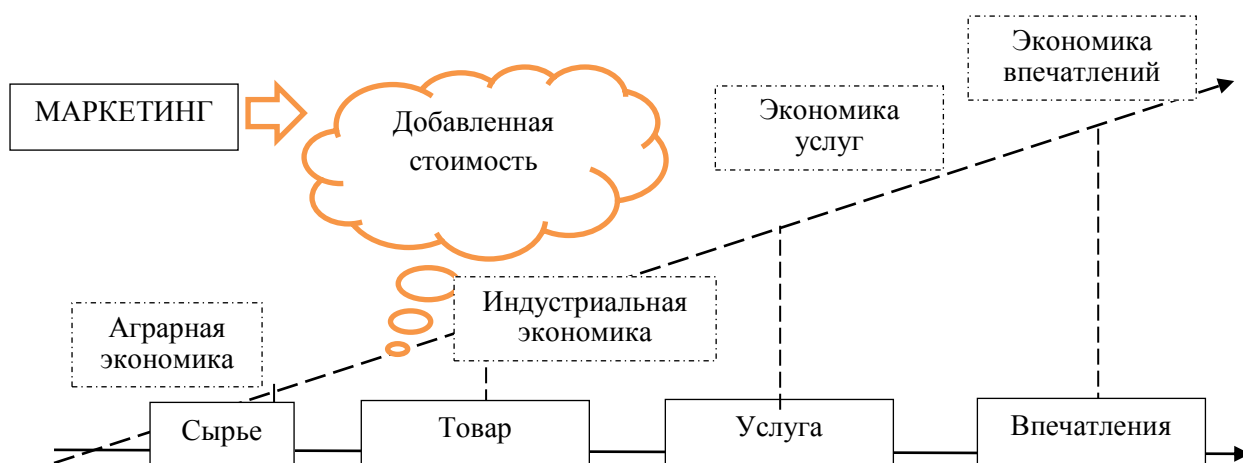 Экономика
впечатлений
МАРКЕТИНГ
Добавленная
стоимость
Экономика
услуг
Индустриальная
экономика
Аграрная
экономика
Сырье
Товар
Услуга
Впечатления